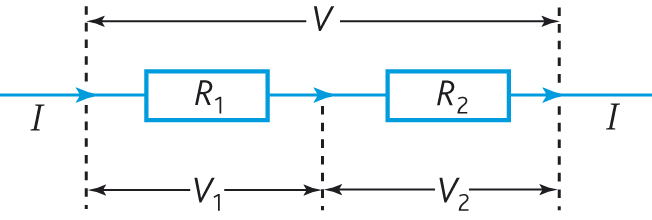 V
R₁ R₂
I I
V₁ V₂